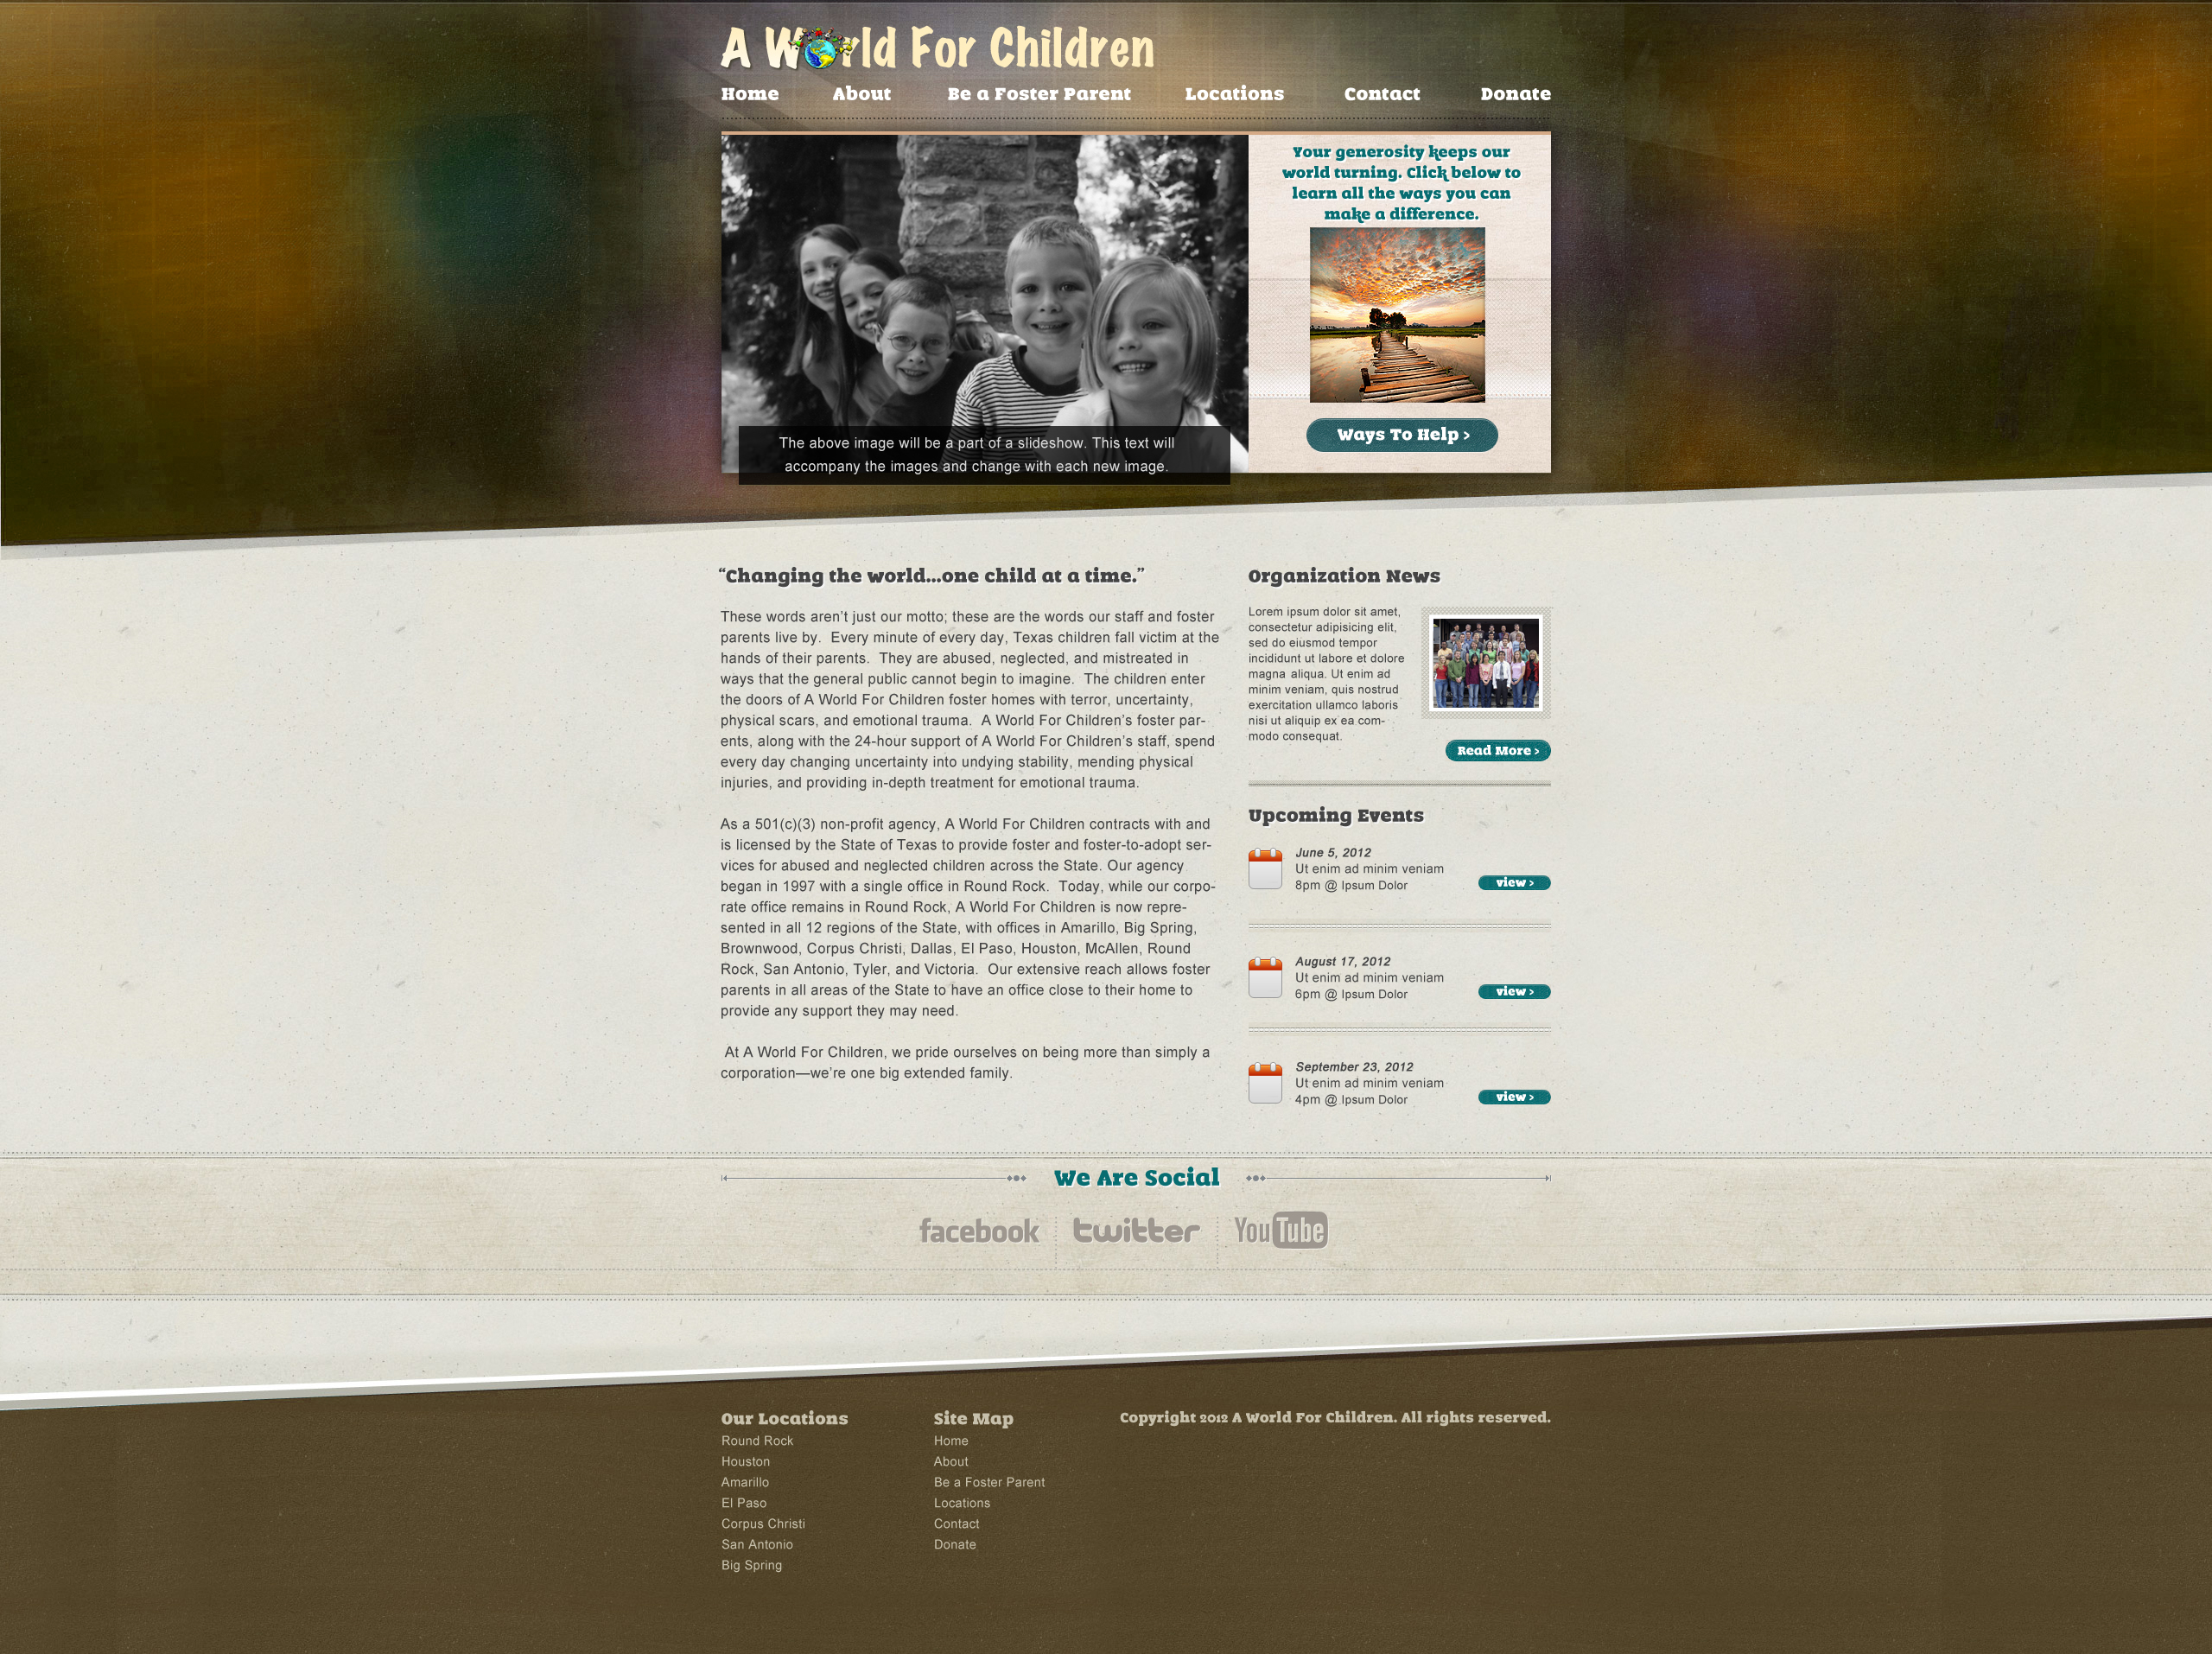 A World For Children
Home About Be a Foster Parent Locations Contact Donate
Your generosity keeps our
world turning. Click below to
learn all the ways you can
make a difference.
Ways To Help >
The above image will be a part of a slideshow. This text will
accompany the images and change with each new image.
“Changing the world...one child at a time.”
These words aren’t just our motto; these are the words our staff and foster
parents live by.  Every minute of every day, Texas children fall victim at the
hands of their parents.  They are abused, neglected, and mistreated in
ways that the general public cannot begin to imagine.  The children enter
the doors of A World For Children foster homes with terror, uncertainty,
physical scars, and emotional trauma.  A World For Children’s foster par-
ents, along with the 24-hour support of A World For Children’s staff, spend
every day changing uncertainty into undying stability, mending physical
injuries, and providing in-depth treatment for emotional trauma.
As a 501(c)(3) non-profit agency, A World For Children contracts with and
is licensed by the State of Texas to provide foster and foster-to-adopt ser-
vices for abused and neglected children across the State. Our agency
began in 1997 with a single office in Round Rock.  Today, while our corpo-
rate office remains in Round Rock, A World For Children is now repre-
sented in all 12 regions of the State, with offices in Amarillo, Big Spring,
Brownwood, Corpus Christi, Dallas, El Paso, Houston, McAllen, Round
Rock, San Antonio, Tyler, and Victoria.  Our extensive reach allows foster
parents in all areas of the State to have an office close to their home to
provide any support they may need.
At A World For Children, we pride ourselves on being more than simply a
corporation—we’re one big extended family.
Organization News
Lorem ipsum dolor sit amet,
consectetur adipisicing elit,
sed do eiusmod tempor
incididunt ut labore et dolore
magna aliqua. Ut enim ad
minim veniam, quis nostrud
exercitation ullamco laboris
nisi ut aliquip ex ea com-
modo consequat.
Read More >
Upcoming Events
June 5, 2012
Ut enim ad minim veniam
8pm @ Ipsum Dolor
view >
August 17, 2012
Ut enim ad minim veniam
6pm @ Ipsum Dolor
view >
September 23, 2012
Ut enim ad minim veniam
4pm @ Ipsum Dolor
view >
We Are Social
facebook twitter YouTube
Our Locations
Round Rock
Houston
Amarillo
El Paso
Corpus Christi
San Antonio
Big Spring
Site Map
Home
About
Be a Foster Parent
Locations
Contact
Donate
Copyright 2012 A World For Children. All rights reserved.